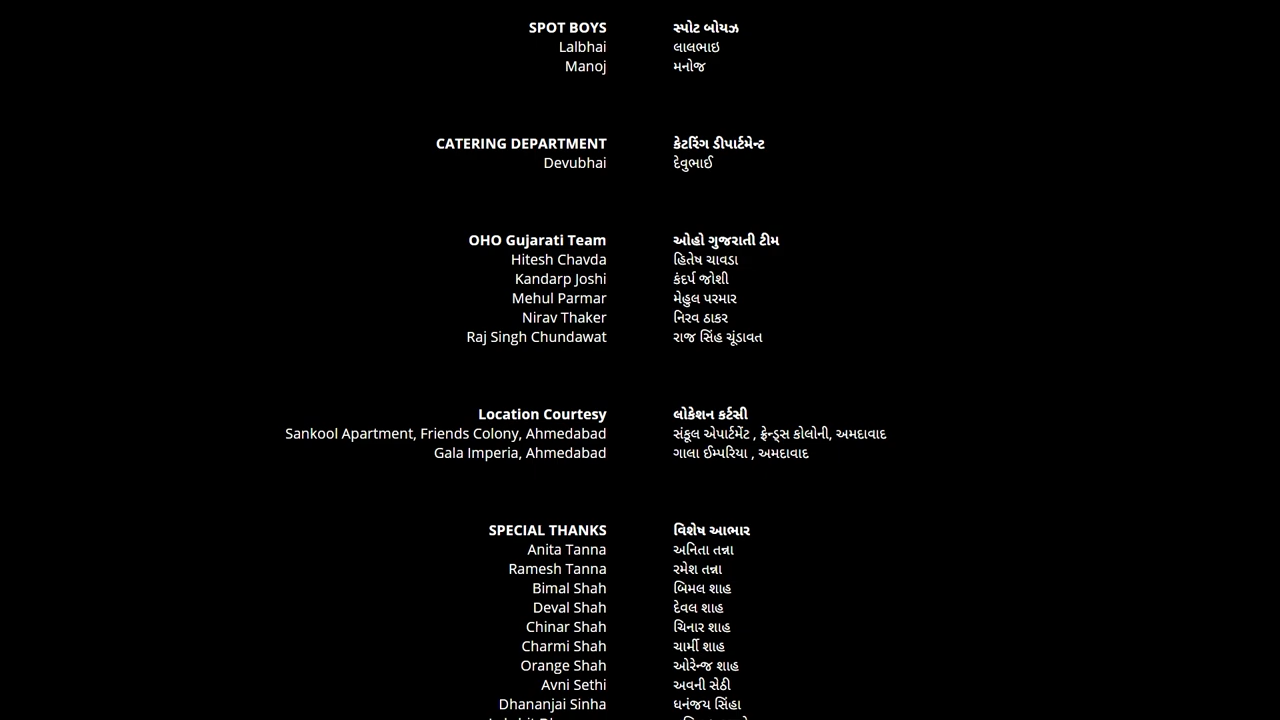 SPOT BOYS સ્પોટ બોયઝ
Lalbhai લાલભાઇ
Manoj મનોજ
CATERING DEPARTMENT કેટરિંગ ડીપાર્ટમેન્ટ
Devubhai દેવુભાઈ
OHO Gujarati Team ઓહો ગુજરાતી ટીમ
Hitesh Chavda હિતેષ ચાવડા
Kandarp Joshi કંદર્પ જોશી
Mehul Parmar મેહુલ પરમાર
Nirav Thaker નિરવ ઠાકર
Raj Singh Chundawat રાજ સિંહ ચૂંડાવત
Location Courtesy લોકેશન કર્ટસી
Sankool Apartment, Friends Colony, Ahmedabad સંકૂલ એપાર્ટમેંટ , ફ્રેન્ડ્સ કોલોની, અમદાવાદ
Gala Imperia, Ahmedabad ગાલા ઈમ્પરિયા , અમદાવાદ
SPECIAL THANKS વિશેષ આભાર
Anita Tanna અનિતા તન્ના
Ramesh Tanna રમેશ તન્ના
Bimal Shah બિમલ શાહ
Deval Shah દેવલ શાહ
Chinar Shah ચિનાર શાહ
Charmi Shah ચાર્મી શાહ
Orange Shah ઓરેન્જ શાહ
Avni Sethi અવની સેઠી
Dhananjai Sinha ધનંજય સિંહા